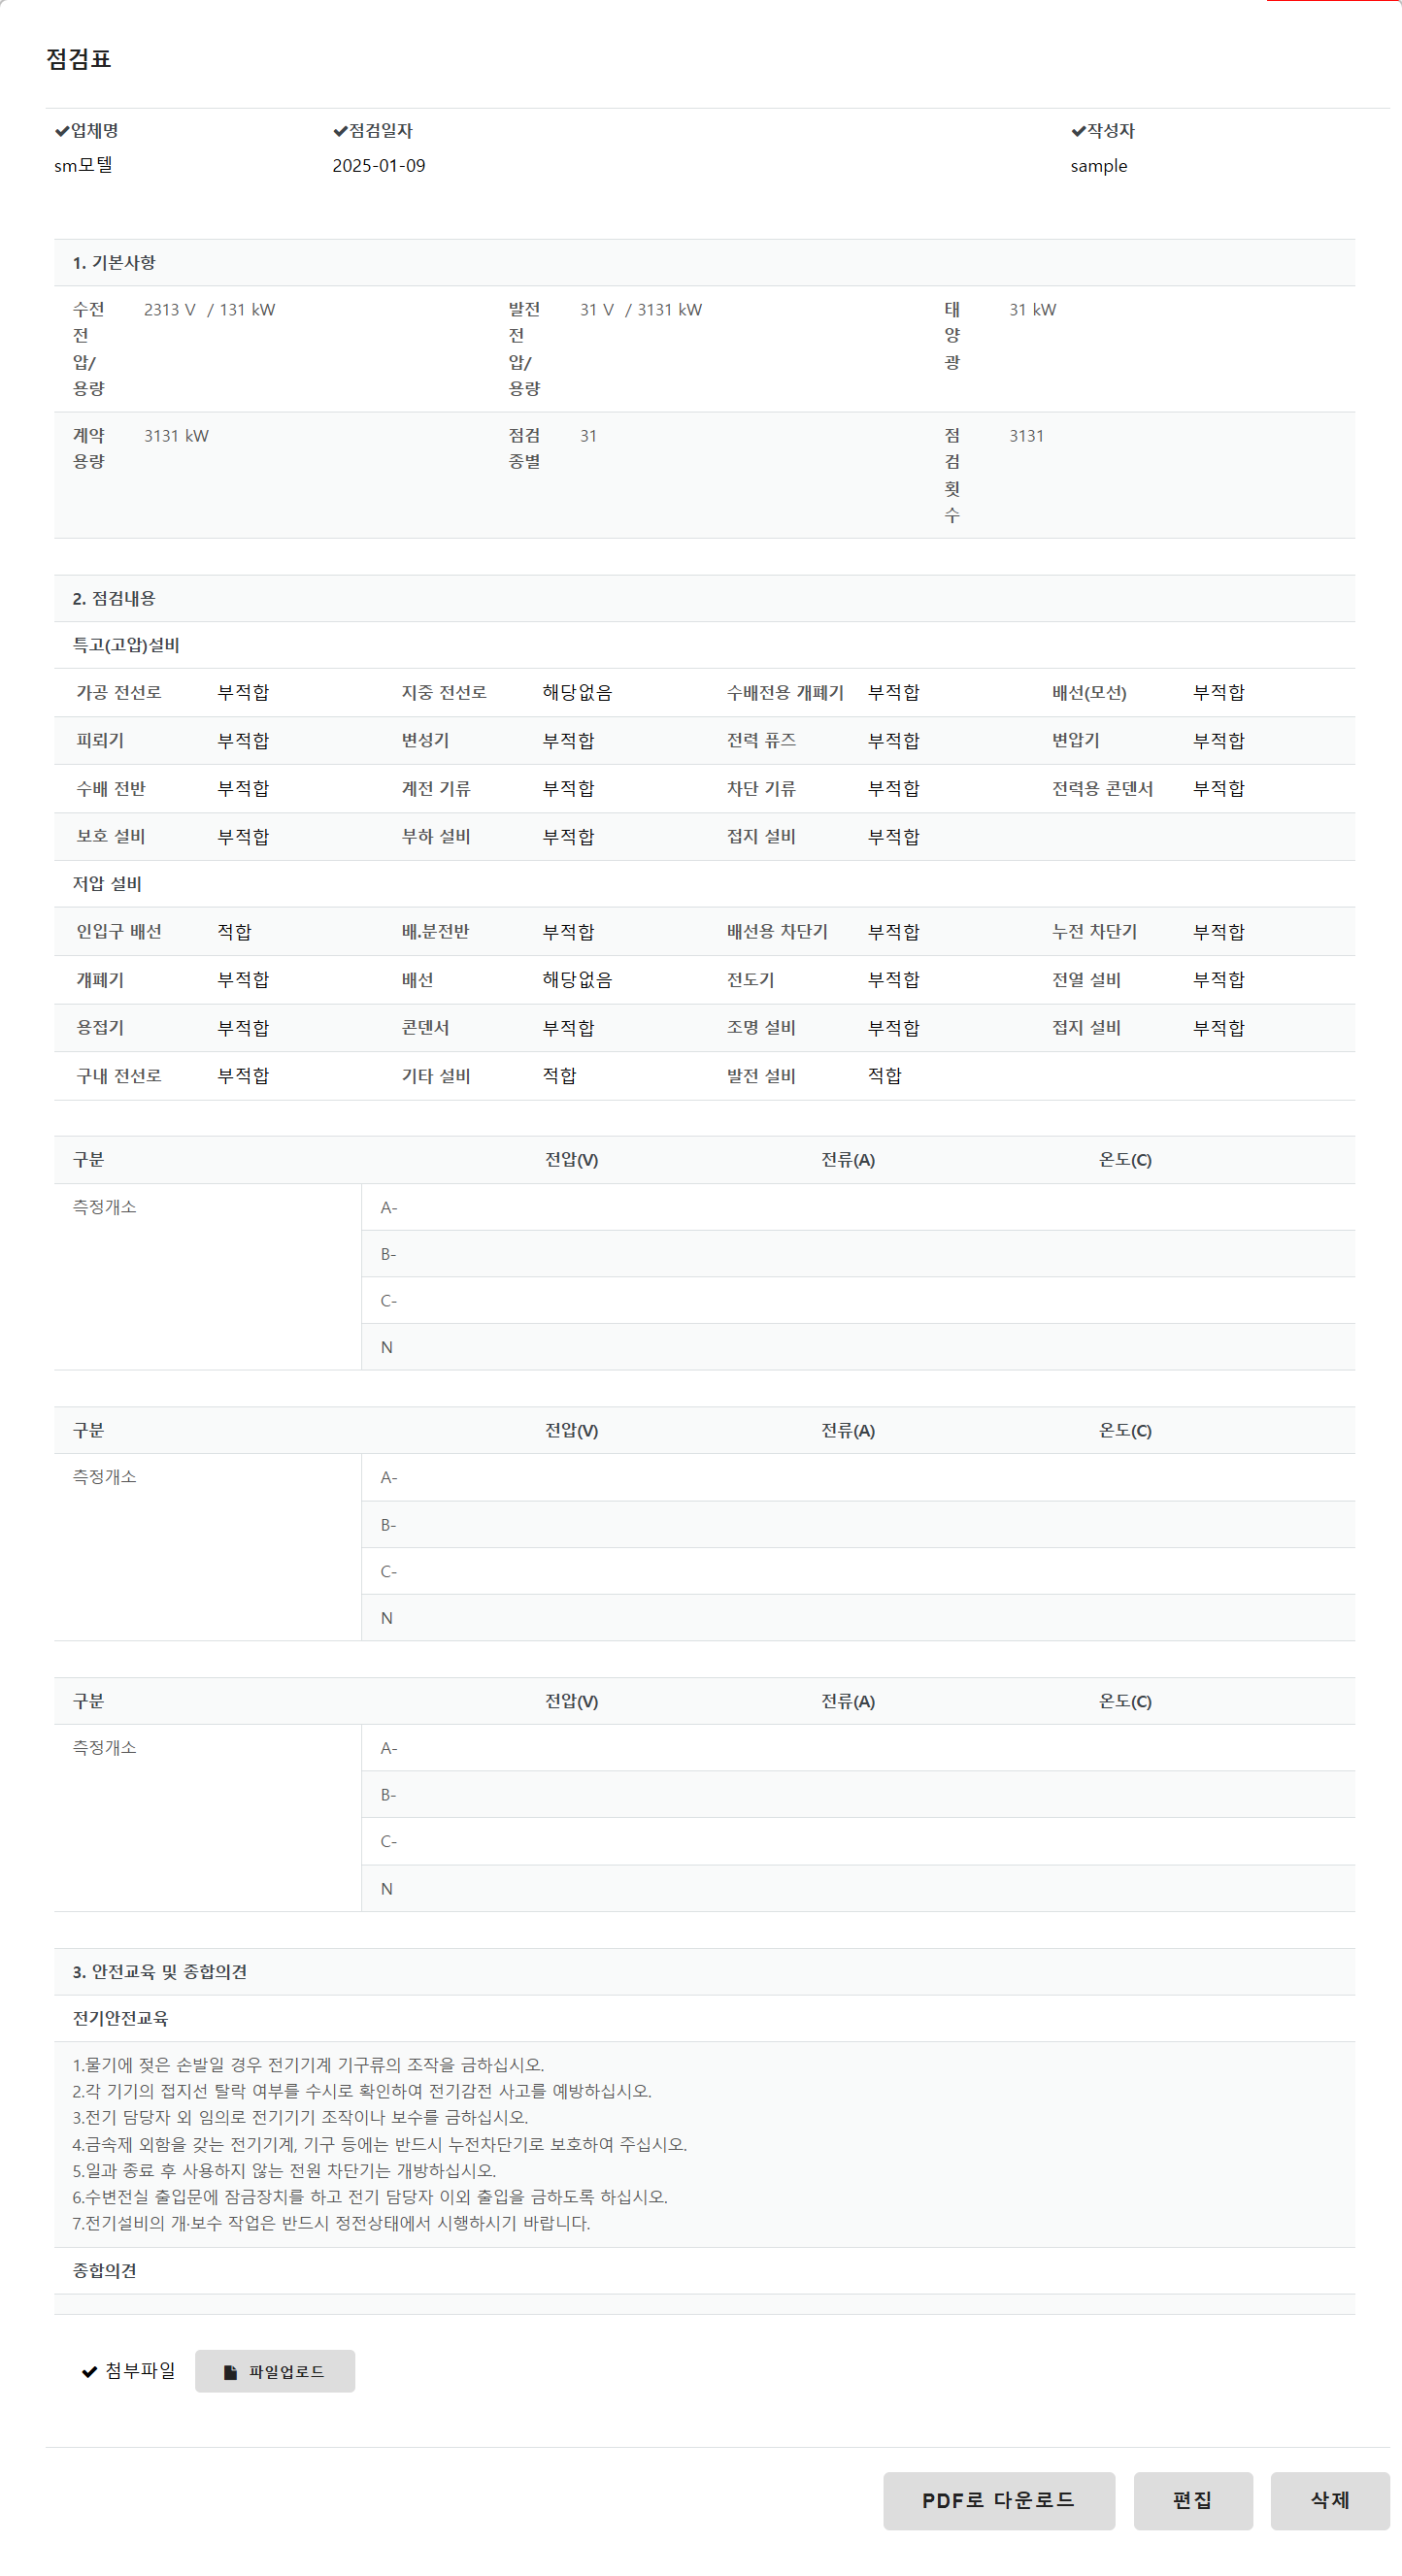 점검표
업체명 점검일자 작성자
sm모텔 2025-01-09 sample
1. 기본사항
수전 전압/용량 2313 V / 131 kW 발전 전압/용량 31 V / 3131 kW 태양광 31 kW
계약 용량 3131 kW 점검 종별 31 점검횟수 3131
2. 점검내용
특고(고압)설비
가공 전선로 부적합 지중 전선로 해당없음 수배전용 개폐기 부적합 배선(모선) 부적합
피뢰기 부적합 변성기 부적합 전력 퓨즈 부적합 변압기 부적합
수배 전반 부적합 계전 기류 부적합 차단 기류 부적합 전력용 콘덴서 부적합
보호 설비 부적합 부하 설비 부적합 접지 설비 부적합
저압 설비
인입구 배선 적합 배.분전반 부적합 배선용 차단기 부적합 누전 차단기 부적합
개폐기 부적합 배선 해당없음 전도기 부적합 전열 설비 부적합
용접기 부적합 콘덴서 부적합 조명 설비 부적합 접지 설비 부적합
구내 전선로 부적합 기타 설비 적합 발전 설비 적합
구분 전압(V) 전류(A) 온도(C)
측정개소 A-
B-
C-
N
구분 전압(V) 전류(A) 온도(C)
측정개소 A-
B-
C-
N
구분 전압(V) 전류(A) 온도(C)
측정개소 A-
B-
C-
N
3. 안전교육 및 종합의견
전기안전교육
1.물기에 젖은 손발일 경우 전기기계 기구류의 조작을 금하십시오.
2.각 기기의 접지선 탈락 여부를 수시로 확인하여 전기감전 사고를 예방하십시오.
3.전기 담당자 외 임의로 전기기기 조작이나 보수를 금하십시오.
4.금속제 외함을 갖는 전기기계, 기구 등에는 반드시 누전차단기로 보호하여 주십시오.
5.일과 종료 후 사용하지 않는 전원 차단기는 개방하십시오.
6.수변전실 출입문에 잠금장치를 하고 전기 담당자 이외 출입을 금하도록 하십시오.
7.전기설비의 개·보수 작업은 반드시 정전상태에서 시행하시기 바랍니다.
종합의견
첨부파일 파일업로드
PDF로 다운로드 편집 삭제